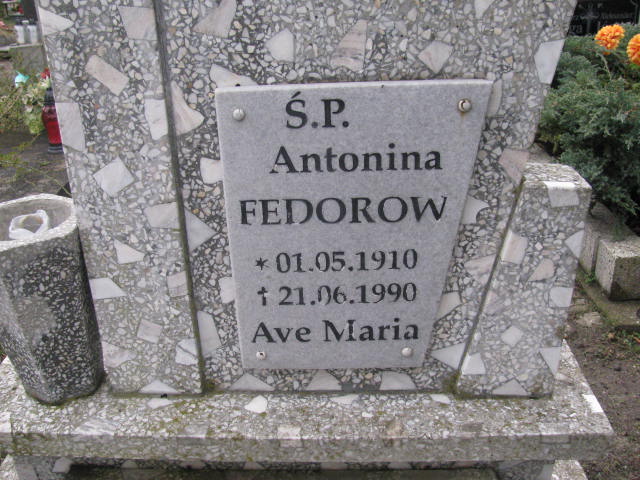 Ś.P.
Antonina
FEDOROW
* 01.05.1910
† 21.06.1990
Ave Maria